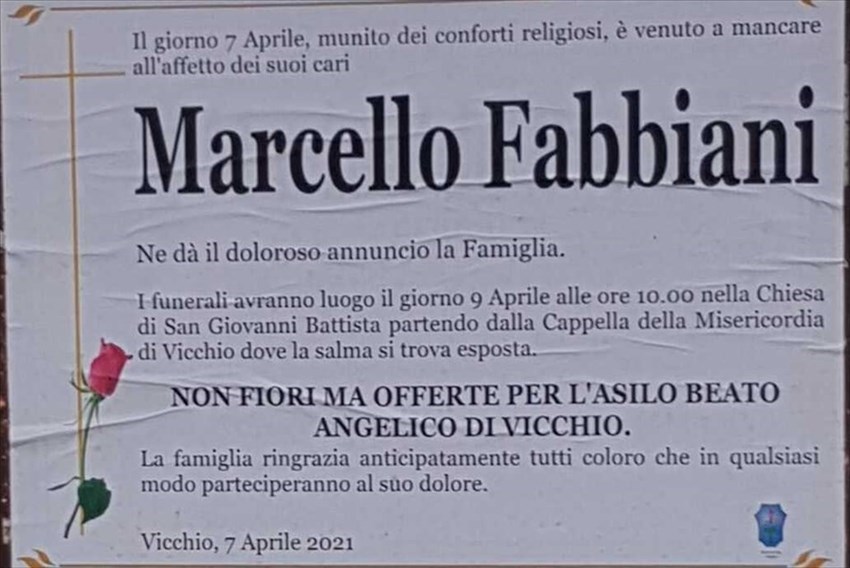 Il giorno 7 Aprile, munito dei conforti religiosi, è venuto a mancare
all'affetto dei suoi cari
Marcello Fabbiani
Ne dà il doloroso annuncio la Famiglia.
I funerali avranno luogo il giorno 9 Aprile alle ore 10.00 nella Chiesa
di San Giovanni Battista partendo dalla Cappella della Misericordia
di Vicchio dove la salma si trova esposta.
NON FIORI MA OFFERTE PER L'ASILO BEATO
ANGELICO DI VICCHIO.
La famiglia ringrazia anticipatamente tutti coloro che in qualsiasi
modo parteciperanno al suo dolore.
Vicchio, 7 Aprile 2021